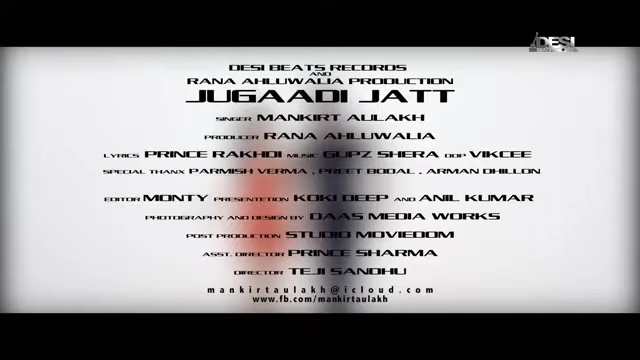 DESI
DESI BEATS RECORDS
AND
RANA AHLUWALIA PRODUCTION
JUGAADI JATT
SINGER MANKIRT AULAKH
PRODUCER RANA AHLUWALIA
LYRICS PRINCE RAKHDI MUSIC GUPZ SHERA DOP VIKCEE
SPECIAL THANX PARMISH VERMA , PREET BODAL , ARMAN DHILLON
EDITOR MONTY PRESENTETION KOKI DEEP AND ANIL KUMAR
PHOTOGRAPHY AND DESIGN BY DAAS MEDIA WORKS
POST PRODUCTION STUDIO MOVIEDOM
ASST. DIRECTOR PRINCE SHARMA
DIRECTOR TEJI SANDHU
mankirtaulakh@icloud.com
www.fb.com/mankirtaulakh